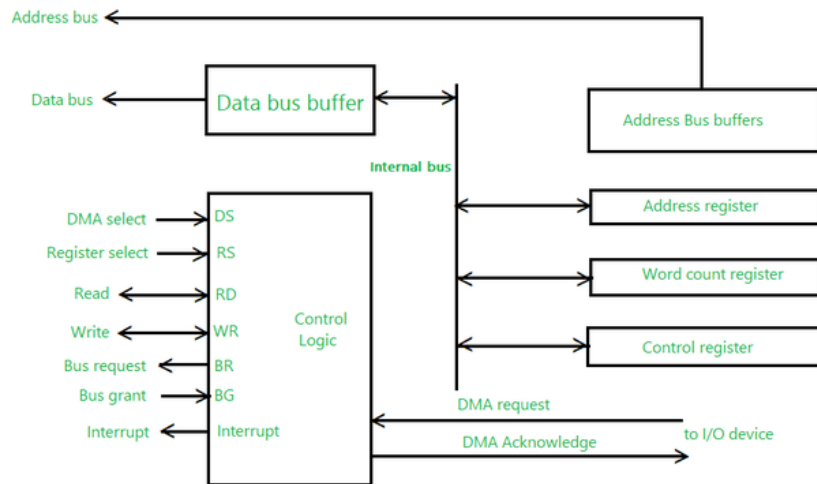 Address bus
Data bus
Data bus buffer
Address Bus buffers
Internal bus
DMA select
DS
Address register
Register select
RS
Word count register
Read
RD
Control
Logic
Write
WR
Control register
Bus request
BR
Bus grant
BG
DMA request
Interrupt
Interrupt
to I/O device
DMA Acknowledge